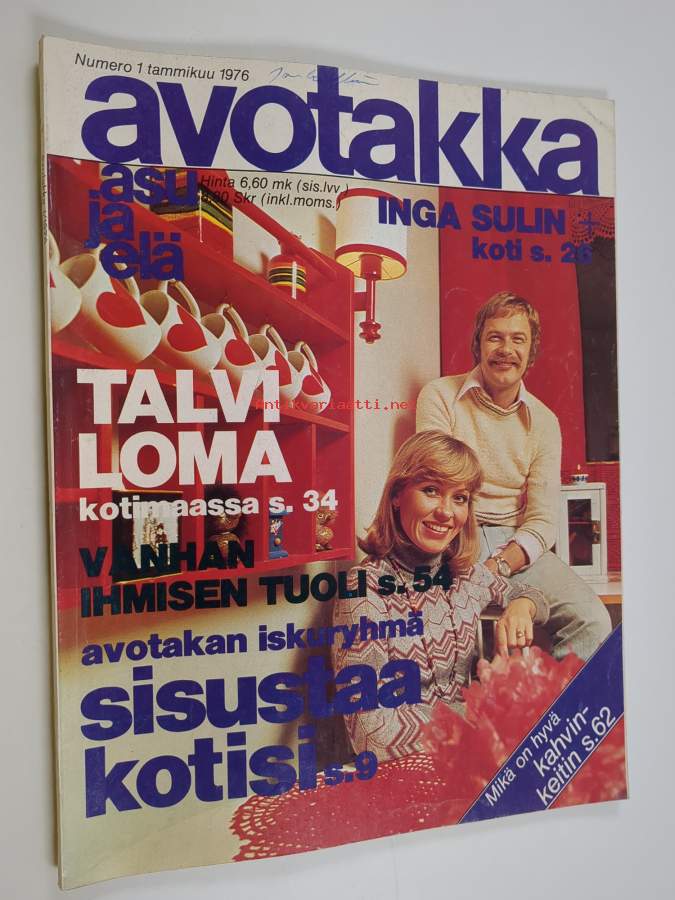 Numero 1 tammikuu 1976
avotakka
asu
ja
elä
Hinta 6,60 mk (sis.lvv.)
Skr (inkl.moms.)
INGA SULIN +
koti s. 26
TALVI
LOMA
kotimaassa s. 34
antikvariaatti.net
VANHAN
IHMISEN TUOLI s. 54
avotakan iskuryhmä
sisustaa
kotisi s.9
Mikä on hyvä
kahvin-
keitin s.62